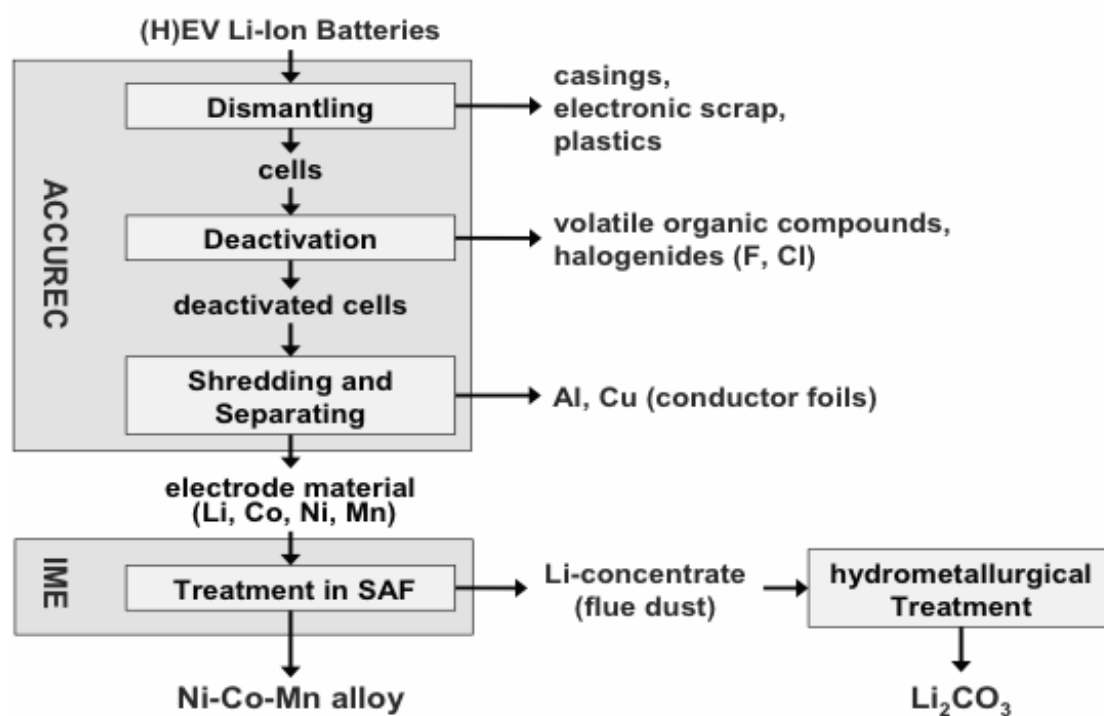 (H)EV Li-Ion Batteries
ACCUREC
Dismantling
casings,
electronic scrap,
plastics
cells
Deactivation
volatile organic compounds,
halogenides (F, Cl)
deactivated cells
Shredding and
Separating
Al, Cu (conductor foils)
electrode material
(Li, Co, Ni, Mn)
IME
Treatment in SAF
Li-concentrate
(flue dust)
hydrometallurgical
Treatment
Ni-Co-Mn alloy
Li₂CO₃